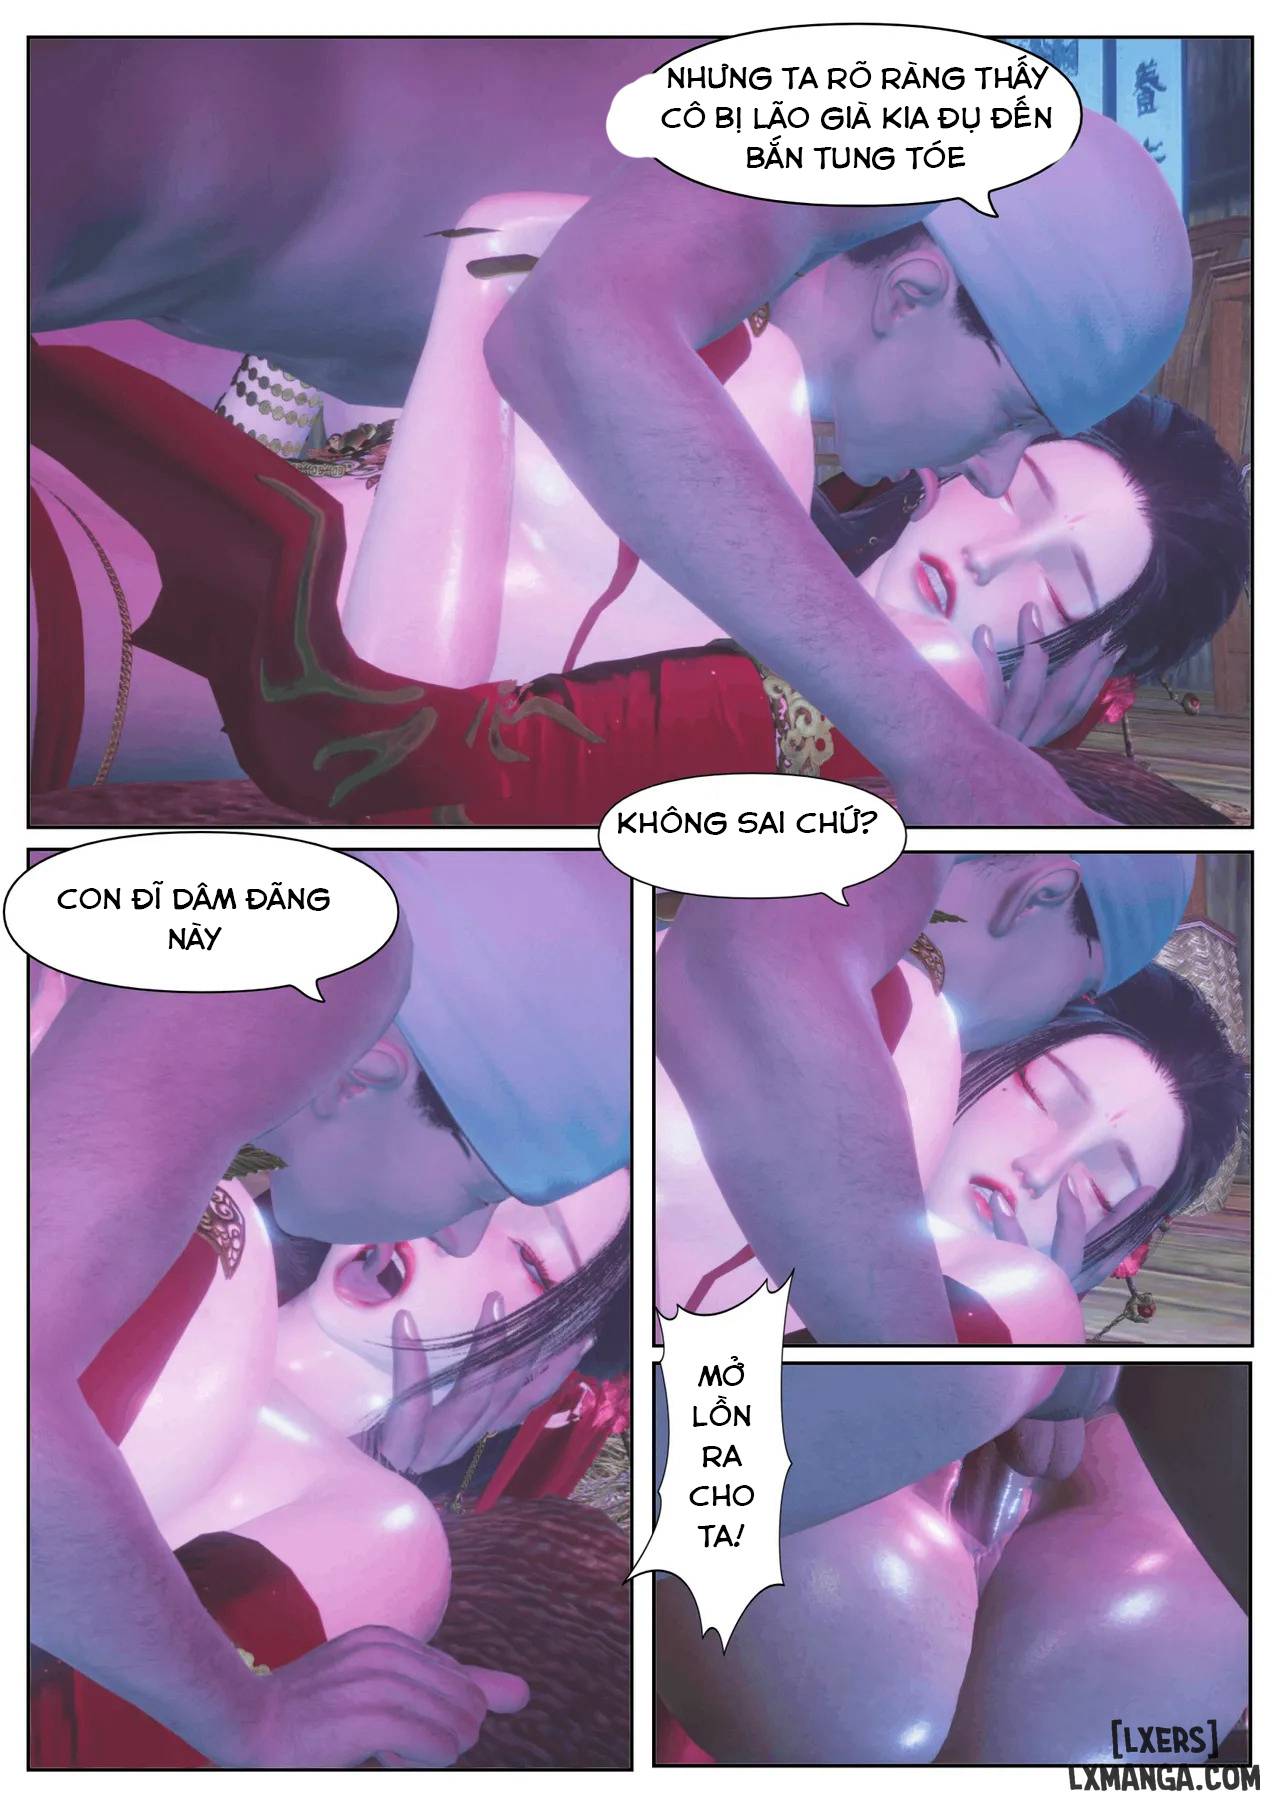 NHƯNG TA RÕ RÀNG THẤY
CÔ BỊ LÃO GIÀ KIA ĐỤ ĐẾN
BẮN TUNG TÓE
KHÔNG SAI CHỨ?
CON ĐĨ DÂM ĐÃNG
NÀY
MỞ
LỒN
RA
CHO
TA!
[LXERS]
LXMANGA.COM